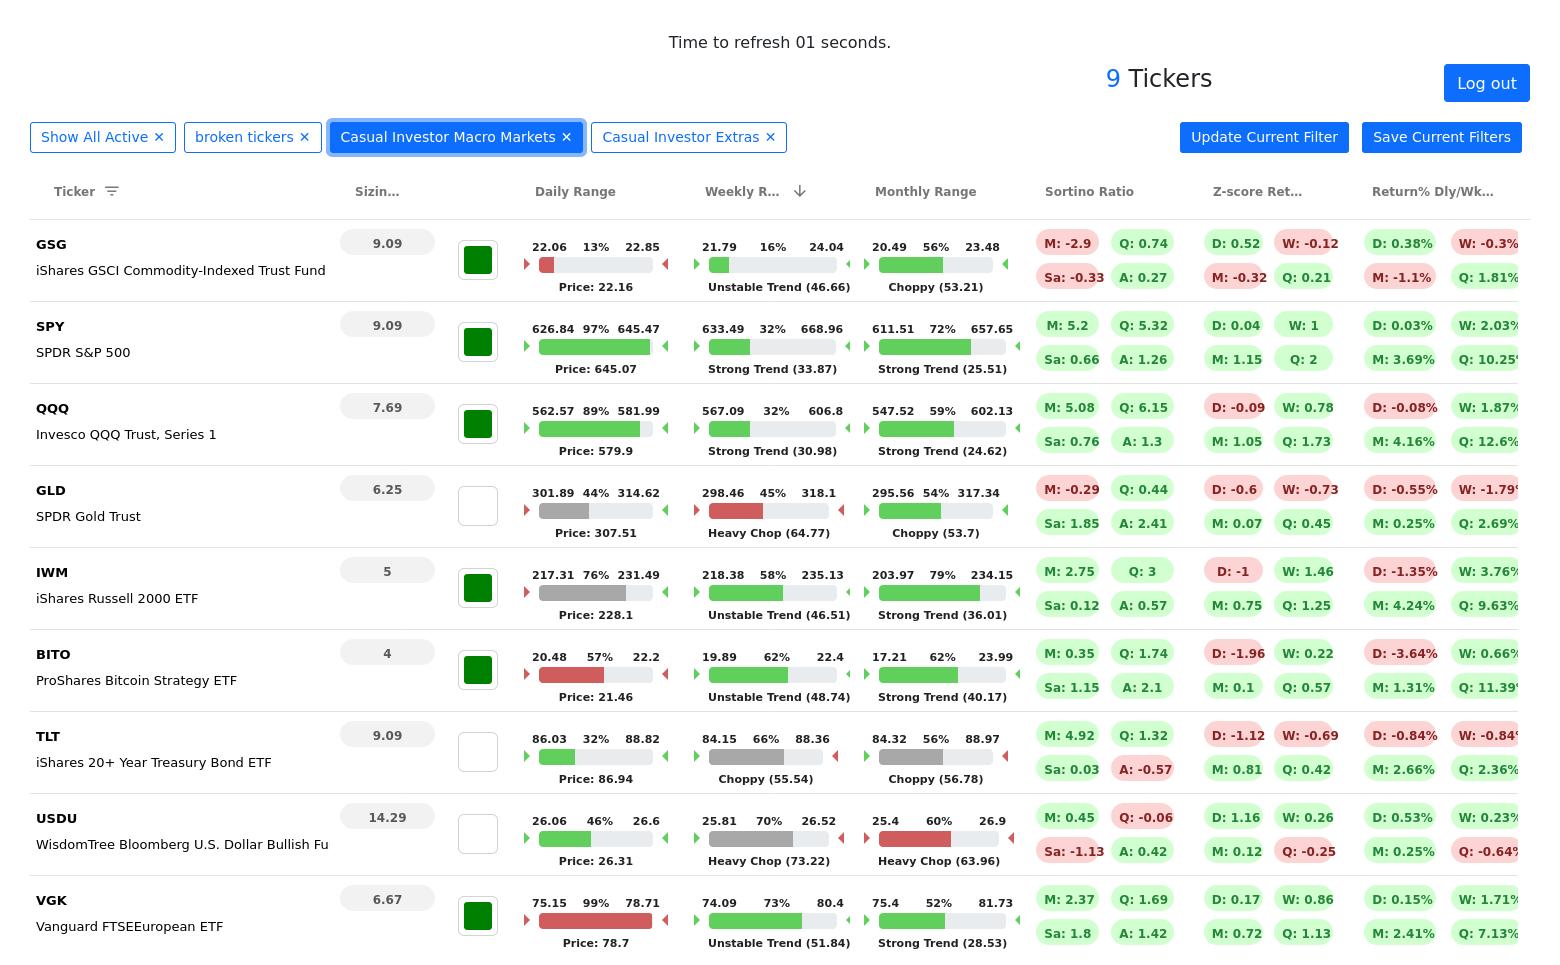 Time to refresh 01 seconds.
9 Tickers
Log out
Show All Active ✕ broken tickers ✕ Casual Investor Macro Markets ✕ Casual Investor Extras ✕ Update Current Filter Save Current Filters
Ticker Sizin... Daily Range Weekly R... Monthly Range Sortino Ratio Z-score Ret... Return% Dly/Wk...
GSG 9.09 22.06 13% 22.85 21.79 16% 24.04 20.49 56% 23.48 M: -2.9 Q: 0.74 D: 0.52 W: -0.12 D: 0.38% W: -0.3%
iShares GSCI Commodity-Indexed Trust Fund Sa: -0.33 A: 0.27 M: -0.32 Q: 0.21 M: -1.1% Q: 1.81%
Price: 22.16 Unstable Trend (46.66) Choppy (53.21)
SPY 9.09 626.84 97% 645.47 633.49 32% 668.96 611.51 72% 657.65 M: 5.2 Q: 5.32 D: 0.04 W: 1 D: 0.03% W: 2.03%
SPDR S&P 500 Sa: 0.66 A: 1.26 M: 1.15 Q: 2 M: 3.69% Q: 10.25%
Price: 645.07 Strong Trend (33.87) Strong Trend (25.51)
QQQ 7.69 562.57 89% 581.99 567.09 32% 606.8 547.52 59% 602.13 M: 5.08 Q: 6.15 D: -0.09 W: 0.78 D: -0.08% W: 1.87%
Invesco QQQ Trust, Series 1 Sa: 0.76 A: 1.3 M: 1.05 Q: 1.73 M: 4.16% Q: 12.6%
Price: 579.9 Strong Trend (30.98) Strong Trend (24.62)
GLD 6.25 301.89 44% 314.62 298.46 45% 318.1 295.56 54% 317.34 M: -0.29 Q: 0.44 D: -0.6 W: -0.73 D: -0.55% W: -1.79%
SPDR Gold Trust Sa: 1.85 A: 2.41 M: 0.07 Q: 0.45 M: 0.25% Q: 2.69%
Price: 307.51 Heavy Chop (64.77) Choppy (53.7)
IWM 5 217.31 76% 231.49 218.38 58% 235.13 203.97 79% 234.15 M: 2.75 Q: 3 D: -1 W: 1.46 D: -1.35% W: 3.76%
iShares Russell 2000 ETF Sa: 0.12 A: 0.57 M: 0.75 Q: 1.25 M: 4.24% Q: 9.63%
Price: 228.1 Unstable Trend (46.51) Strong Trend (36.01)
BITO 4 20.48 57% 22.2 19.89 62% 22.4 17.21 62% 23.99 M: 0.35 Q: 1.74 D: -1.96 W: 0.22 D: -3.64% W: 0.66%
ProShares Bitcoin Strategy ETF Sa: 1.15 A: 2.1 M: 0.1 Q: 0.57 M: 1.31% Q: 11.39%
Price: 21.46 Unstable Trend (48.74) Strong Trend (40.17)
TLT 9.09 86.03 32% 88.82 84.15 66% 88.36 84.32 56% 88.97 M: 4.92 Q: 1.32 D: -1.12 W: -0.69 D: -0.84% W: -0.84%
iShares 20+ Year Treasury Bond ETF Sa: 0.03 A: -0.57 M: 0.81 Q: 0.42 M: 2.66% Q: 2.36%
Price: 86.94 Choppy (55.54) Choppy (56.78)
USDU 14.29 26.06 46% 26.6 25.81 70% 26.52 25.4 60% 26.9 M: 0.45 Q: -0.06 D: 1.16 W: 0.26 D: 0.53% W: 0.23%
WisdomTree Bloomberg U.S. Dollar Bullish Fu Sa: -1.13 A: 0.42 M: 0.12 Q: -0.25 M: 0.25% Q: -0.64%
Price: 26.31 Heavy Chop (73.22) Heavy Chop (63.96)
VGK 6.67 75.15 99% 78.71 74.09 73% 80.4 75.4 52% 81.73 M: 2.37 Q: 1.69 D: 0.17 W: 0.86 D: 0.15% W: 1.71%
Vanguard FTSEEuropean ETF Sa: 1.8 A: 1.42 M: 0.72 Q: 1.13 M: 2.41% Q: 7.13%
Price: 78.7 Unstable Trend (51.84) Strong Trend (28.53)